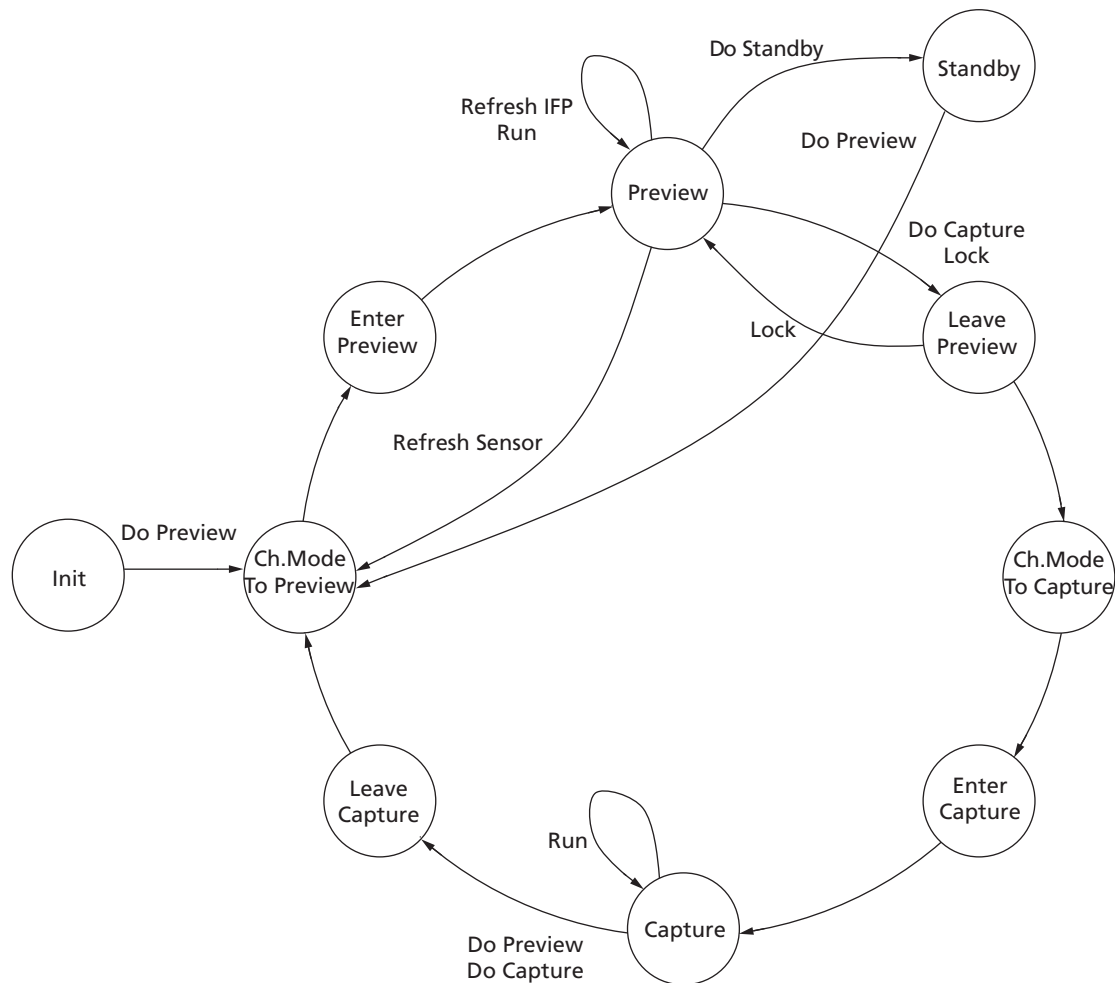 Do Standby
Standby
Refresh IFP
Run
Do Preview
Preview
Do Capture
Lock
Enter
Preview
Lock
Leave
Preview
Refresh Sensor
Do Preview
Init
Ch.Mode
To Preview
Ch.Mode
To Capture
Leave
Capture
Enter
Capture
Run
Capture
Do Preview
Do Capture